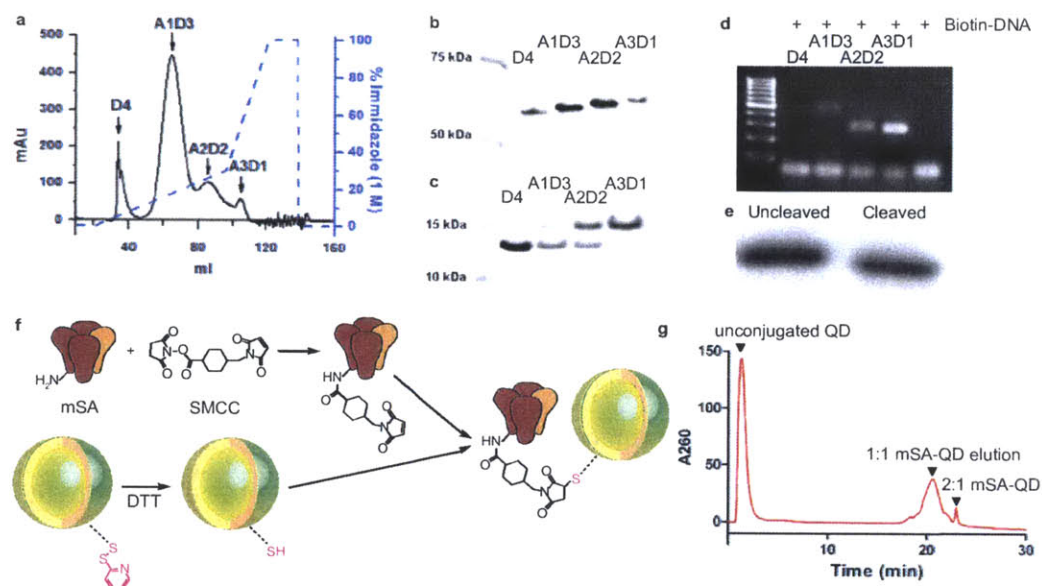 a
A1D3
D4
A2D2
A3D1
500
400
300
200
100
0
mAu
40
80
120
160
ml
100
80
60
40
20
0
% Immidazole (1 M)
b
75 kDa
D4
A1D3
A2D2
A3D1
50 kDa
c
D4
A1D3
A2D2
A3D1
15 kDa
10 kDa
d
+ + + + + Biotin-DNA
D4
A1D3
A2D2
A3D1
e
Uncleaved Cleaved
f
H₂N
mSA
+
O
O
N
O
O
O
N
O
O
SMCC
HN
O
N
O
O
DTT
S
S
N
SH
HN
O
N
O
O
S
g
unconjugated QD
150
100
50
0
A260
1:1 mSA-QD elution
2:1 mSA-QD
0
10
20
30
Time (min)